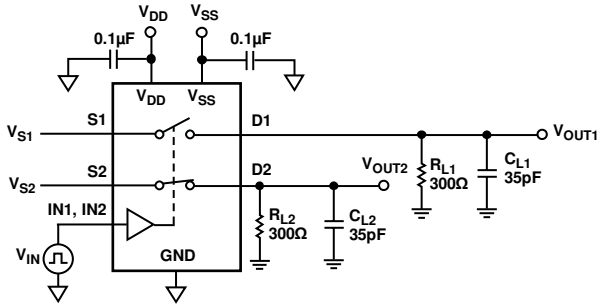 VDD VSS
0.1µF 0.1µF
VDD VSS
VS1 S1 D1 VOUT1
VS2 S2 D2 VOUT2
RL1
300Ω
CL1
35pF
IN1, IN2
RL2
300Ω
CL2
35pF
VIN
GND